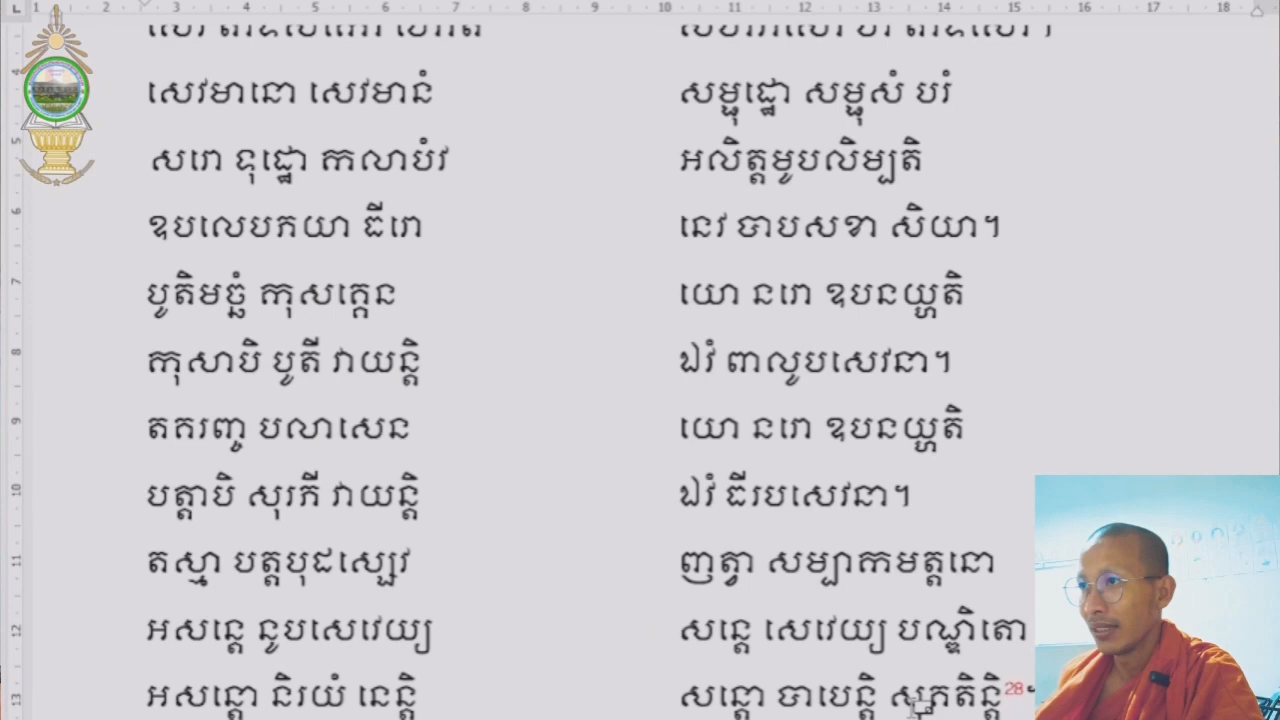 សេវមានោ សេវមានំ សម្ផុដ្ឋោ សម្ផុសំ បរំ
សរោ ទុដ្ឋោ កលាបំវ អលិត្តមូបលិម្បតិ
ឧបលេបភយា ធីរោ នេវ បាបសខា សិយា។
បូតិមច្ឆំ កុសគ្គេន យោ នរោ ឧបនយ្ហតិ
កុសាបិ បូតី វាយន្តិ ឯវំ ពាលូបសេវនា។
តគរញ្ច បលាសេន យោ នរោ ឧបនយ្ហតិ
បត្តាបិ សុរភី វាយន្តិ ឯវំ ធីរបសេវនា។
តស្មា បត្តបុដស្សេវ ញត្វា សម្បាកមត្តនោ
អសន្តេ នូបសេវេយ្យ សន្តេ សេវេយ្យ បណ្ឌិតោ
អសន្តោ និរយំ នេន្តិ សន្តោ បាបេន្តិ សុគតិន្តិ28